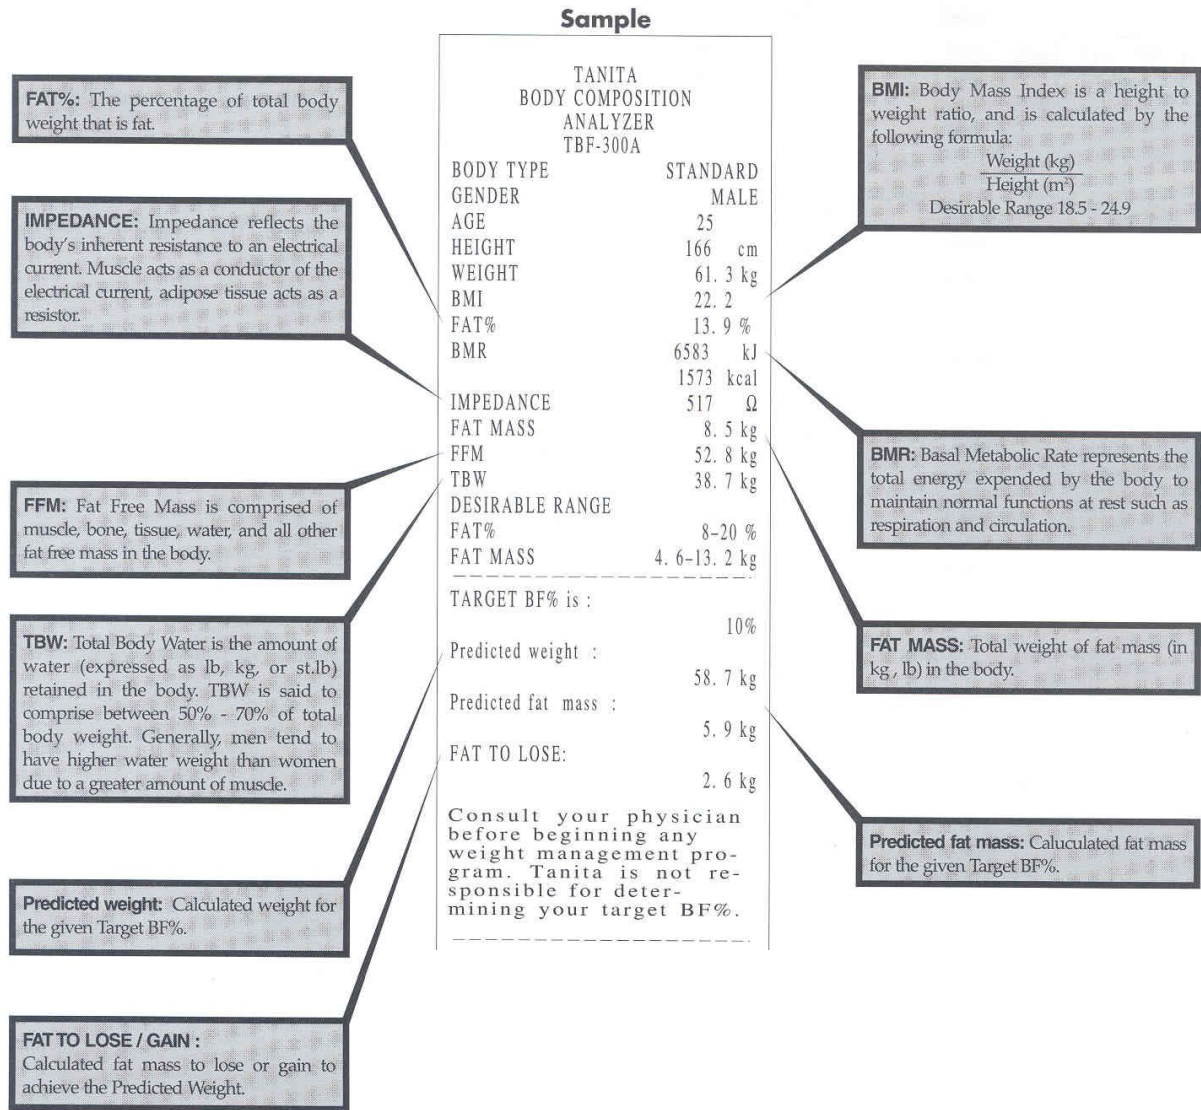 Sample
TANITA
BODY COMPOSITION
ANALYZER
TBF-300A
BODY TYPE STANDARD
GENDER MALE
AGE 25
HEIGHT 166 cm
WEIGHT 61. 3 kg
BMI 22. 2
FAT% 13. 9 %
BMR 6583 kJ
1573 kcal
IMPEDANCE 517 Ω
FAT MASS 8. 5 kg
FFM 52. 8 kg
TBW 38. 7 kg
DESIRABLE RANGE
FAT% 8–20 %
FAT MASS 4. 6–13. 2 kg
TARGET BF% is :
10%
Predicted weight :
58. 7 kg
Predicted fat mass :
5. 9 kg
FAT TO LOSE:
2. 6 kg
Consult your physician
before beginning any
weight management pro-
gram. Tanita is not re-
sponsible for deter-
mining your target BF%.
FAT%: The percentage of total body
weight that is fat.
IMPEDANCE: Impedance reflects the
body's inherent resistance to an electrical
current. Muscle acts as a conductor of the
electrical current, adipose tissue acts as a
resistor.
FFM: Fat Free Mass is comprised of
muscle, bone, tissue, water, and all other
fat free mass in the body.
TBW: Total Body Water is the amount of
water (expressed as lb, kg, or st.lb)
retained in the body. TBW is said to
comprise between 50% - 70% of total
body weight. Generally, men tend to
have higher water weight than women
due to a greater amount of muscle.
Predicted weight: Calculated weight for
the given Target BF%.
FAT TO LOSE / GAIN :
Calculated fat mass to lose or gain to
achieve the Predicted Weight.
BMI: Body Mass Index is a height to
weight ratio, and is calculated by the
following formula:
Weight (kg)
Height (m²)
Desirable Range 18.5 - 24.9
BMR: Basal Metabolic Rate represents the
total energy expended by the body to
maintain normal functions at rest such as
respiration and circulation.
FAT MASS: Total weight of fat mass (in
kg , lb) in the body.
Predicted fat mass: Caluculated fat mass
for the given Target BF%.